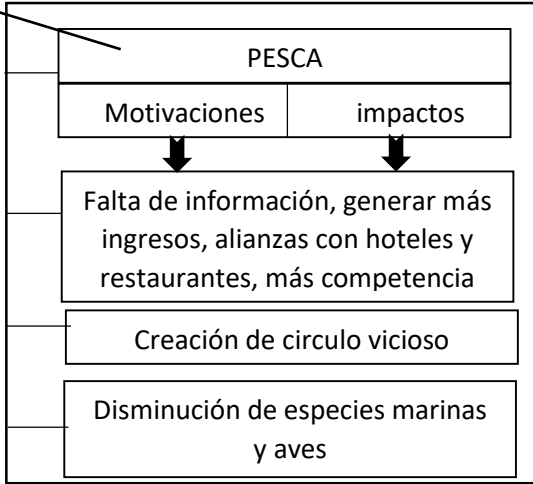 PESCA
Motivaciones impactos
Falta de información, generar más
ingresos, alianzas con hoteles y
restaurantes, más competencia
Creación de circulo vicioso
Disminución de especies marinas
y aves